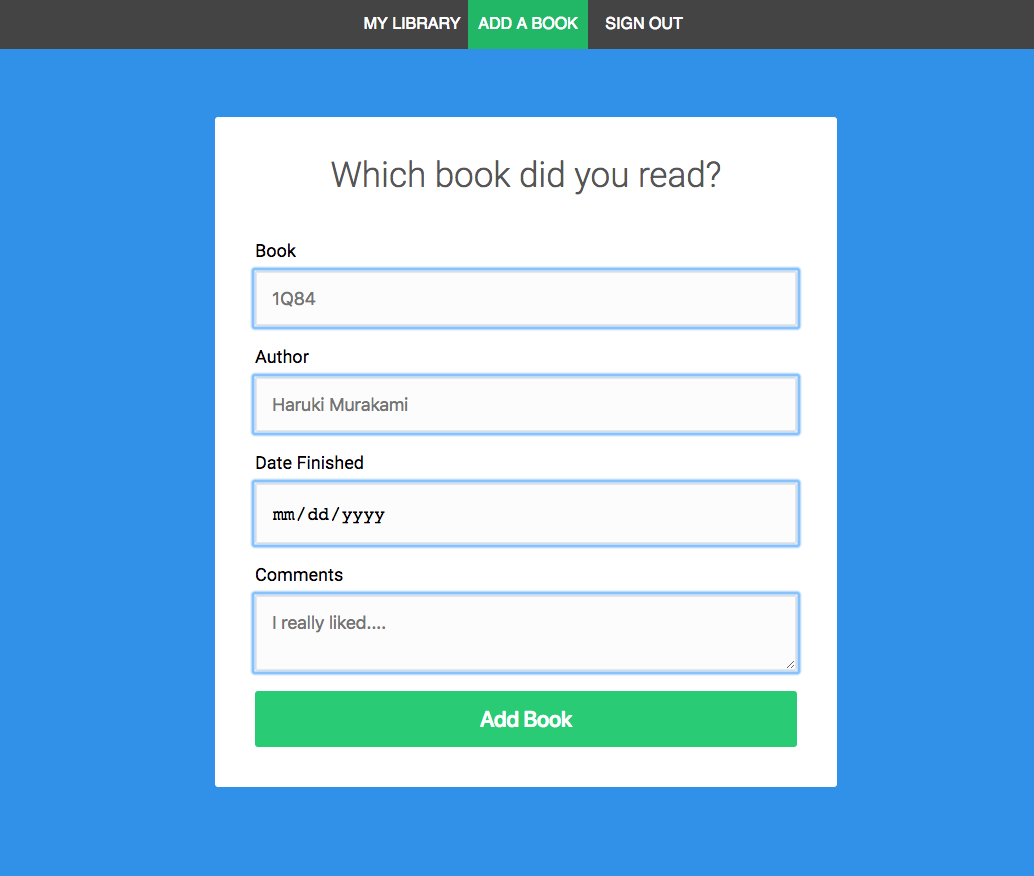 MY LIBRARY ADD A BOOK SIGN OUT
Which book did you read?
Book
1Q84
Author
Haruki Murakami
Date Finished
mm/dd/yyyy
Comments
I really liked....
Add Book